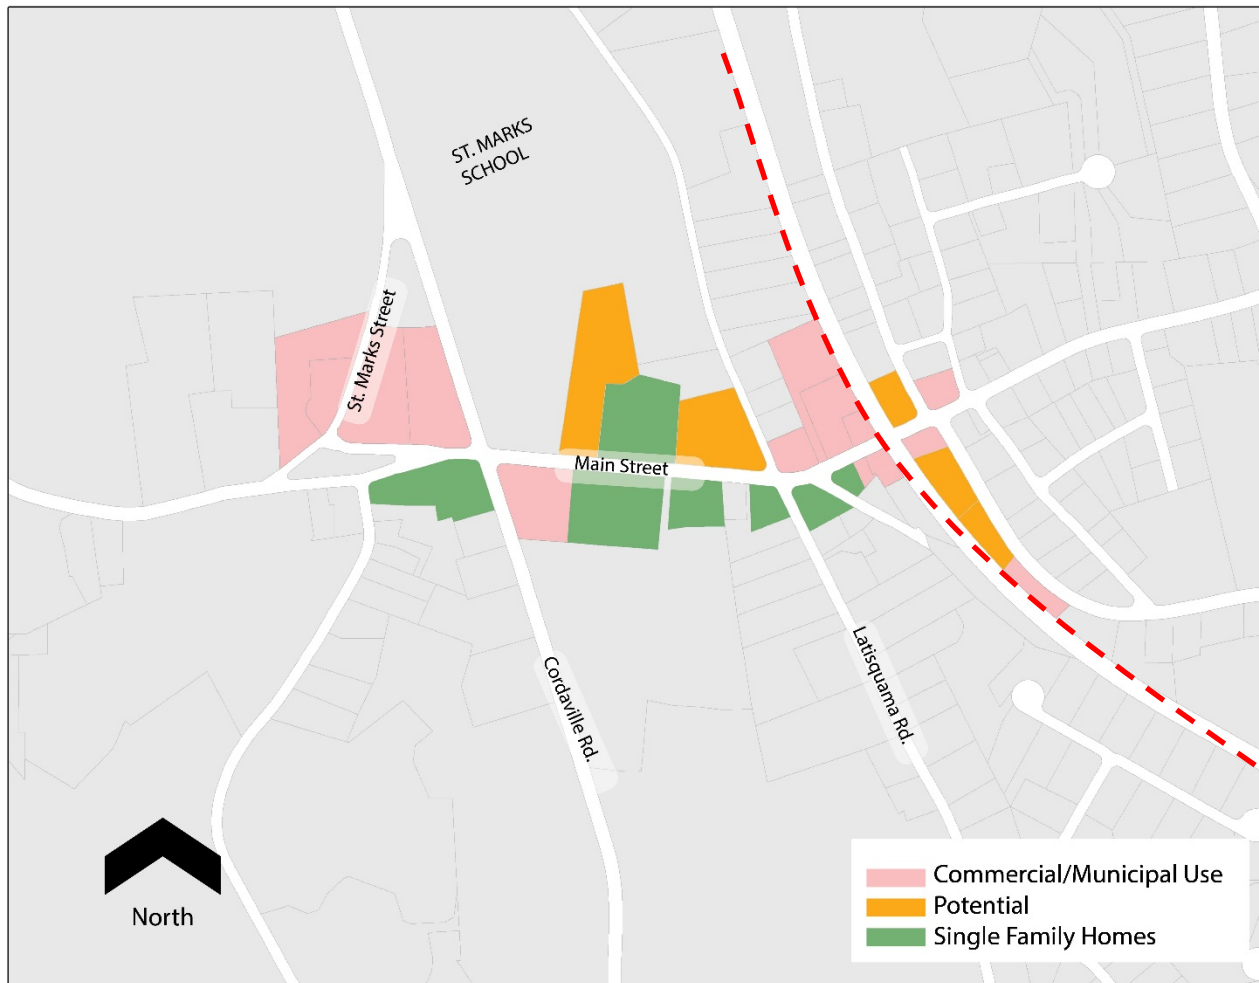 ST. MARKS
SCHOOL
St. Marks Street
Main Street
Cordaville Rd.
Latisquama Rd.
North
Commercial/Municipal Use
Potential
Single Family Homes